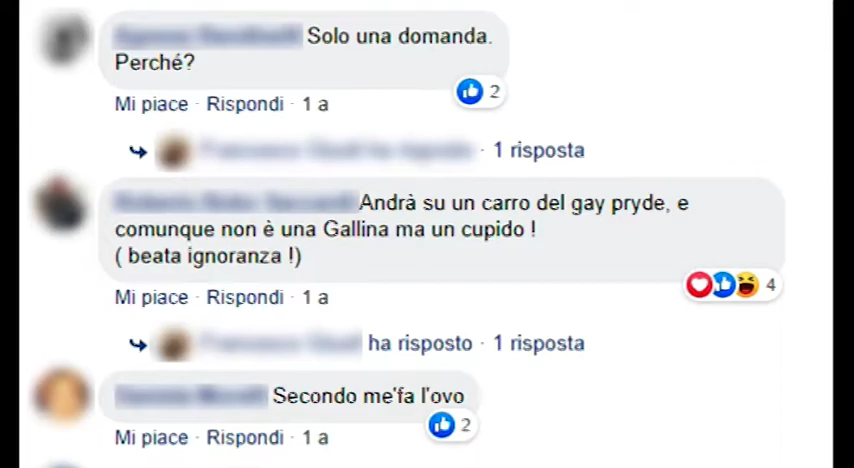 Solo una domanda.
Perché?
2
Mi piace · Rispondi · 1 a
· 1 risposta
Andrà su un carro del gay pryde, e
comunque non è una Gallina ma un cupido !
( beata ignoranza !)
4
Mi piace · Rispondi · 1 a
ha risposto · 1 risposta
Secondo me'fa l'ovo
2
Mi piace · Rispondi · 1 a